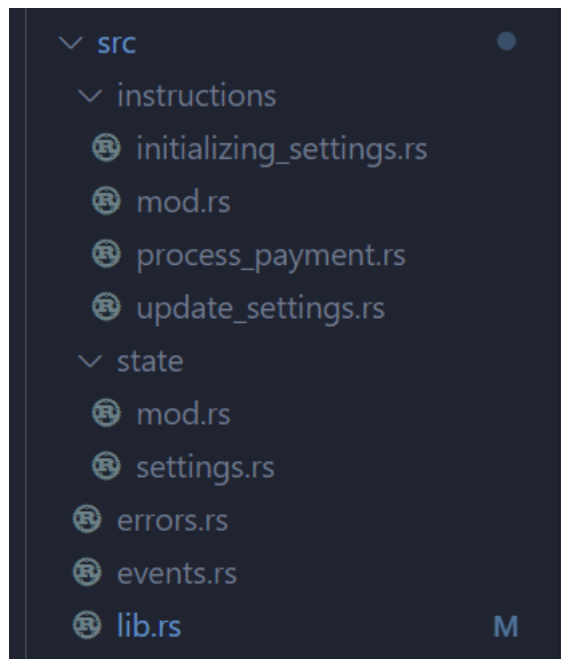 src
instructions
initializing_settings.rs
mod.rs
process_payment.rs
update_settings.rs
state
mod.rs
settings.rs
errors.rs
events.rs
lib.rs M